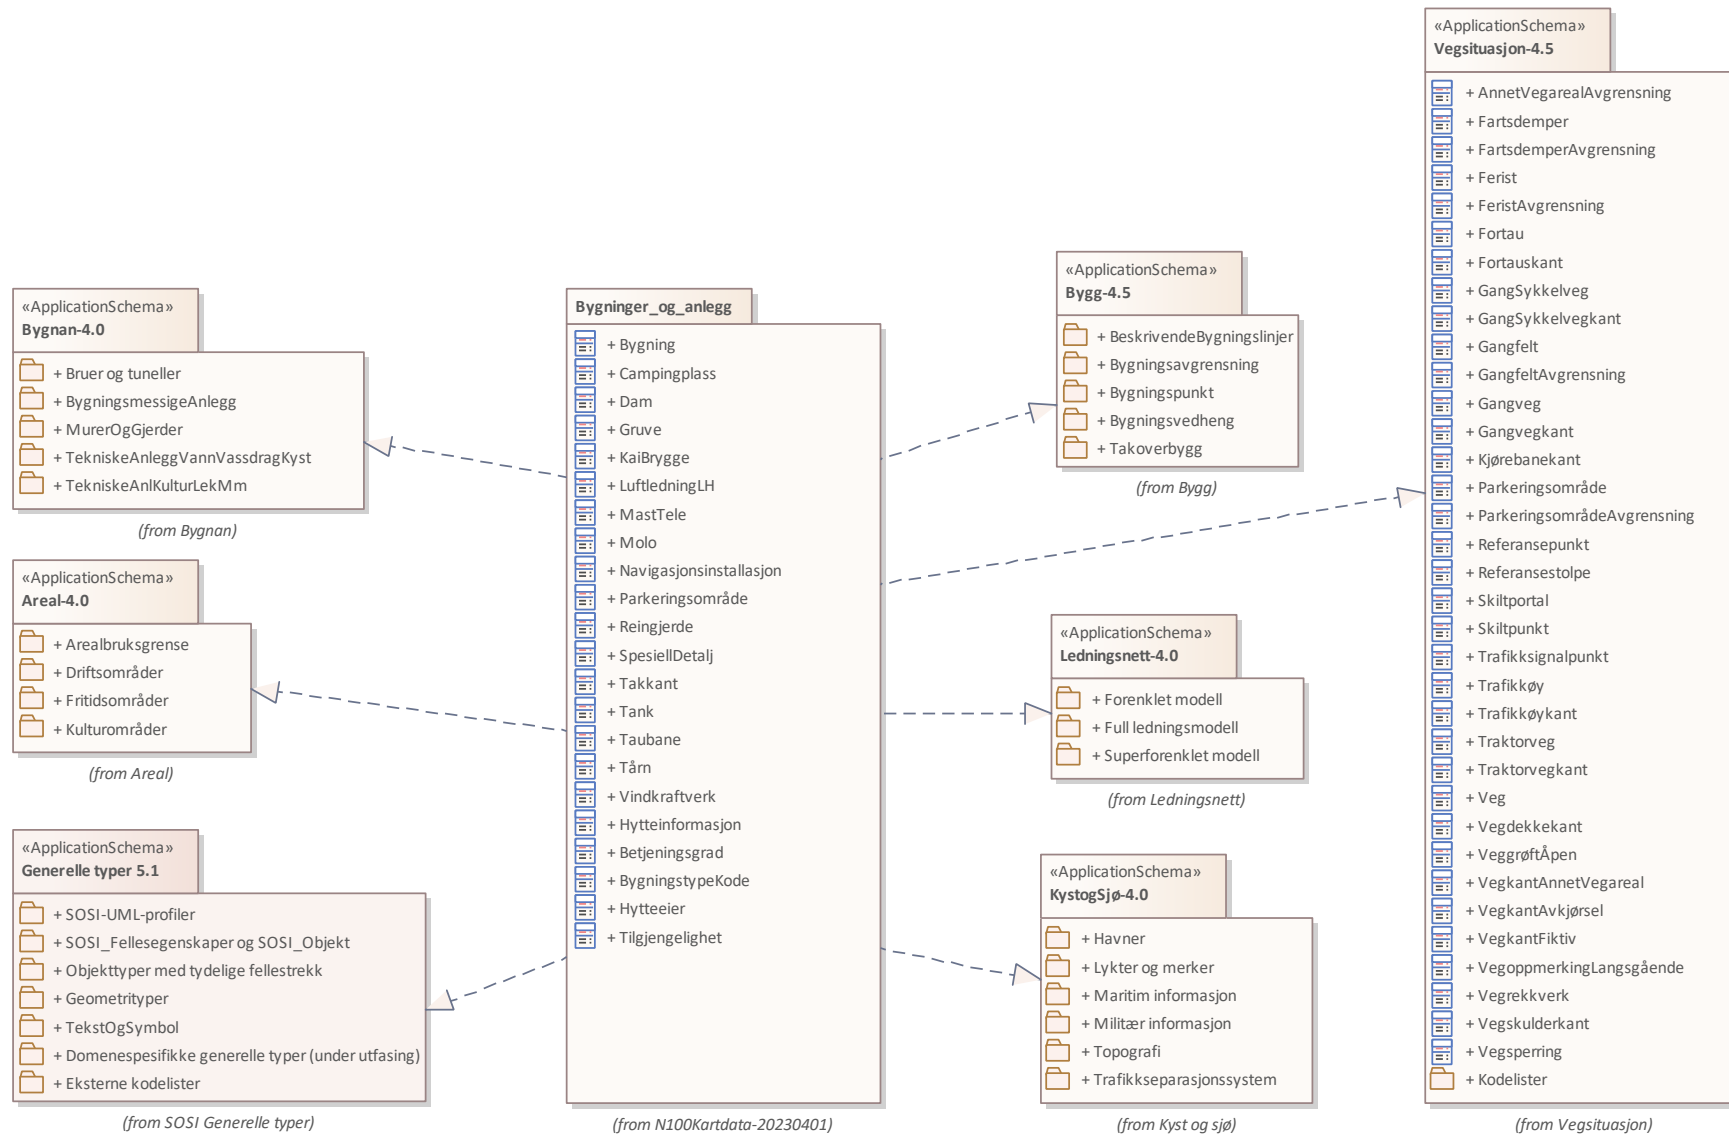 «ApplicationSchema»
Bygnan-4.0
+ Bruer og tuneller
+ BygningsmessigeAnlegg
+ MurerOgGjerder
+ TekniskeAnleggVannVassdragKyst
+ TekniskeAnlKulturLekMm
(from Bygnan)
«ApplicationSchema»
Areal-4.0
+ Arealbruksgrense
+ Driftsområder
+ Fritidsområder
+ Kulturområder
(from Areal)
«ApplicationSchema»
Generelle typer 5.1
+ SOSI-UML-profiler
+ SOSI_Fellesegenskaper og SOSI_Objekt
+ Objekttyper med tydelige fellestrekk
+ Geometrityper
+ TekstOgSymbol
+ Domenespesifikke generelle typer (under utfasing)
+ Eksterne kodelister
(from SOSI Generelle typer)
Bygninger_og_anlegg
+ Bygning
+ Campingplass
+ Dam
+ Gruve
+ KaiBrygge
+ LuftledningLH
+ MastTele
+ Molo
+ Navigasjonsinstallasjon
+ Parkeringsområde
+ Reingjerde
+ SpesiellDetalj
+ Takkant
+ Tank
+ Taubane
+ Tårn
+ Vindkraftverk
+ Hytteinformasjon
+ Betjeningsgrad
+ BygningstypeKode
+ Hytteeier
+ Tilgjengelighet
(from N100Kartdata-20230401)
«ApplicationSchema»
Bygg-4.5
+ BeskrivendeBygningslinjer
+ Bygningsavgrensning
+ Bygningspunkt
+ Bygningsvedheng
+ Takoverbygg
(from Bygg)
«ApplicationSchema»
Ledningsnett-4.0
+ Forenklet modell
+ Full ledningsmodell
+ Superforenklet modell
(from Ledningsnett)
«ApplicationSchema»
KystogSjø-4.0
+ Havner
+ Lykter og merker
+ Maritim informasjon
+ Militær informasjon
+ Topografi
+ Trafikkseparasjonssystem
(from Kyst og sjø)
«ApplicationSchema»
Vegsituasjon-4.5
+ AnnetVegarealAvgrensning
+ Fartsdemper
+ FartsdemperAvgrensning
+ Ferist
+ FeristAvgrensning
+ Fortau
+ Fortauskant
+ GangSykkelveg
+ GangSykkelvegkant
+ Gangfelt
+ GangfeltAvgrensning
+ Gangveg
+ Gangvegkant
+ Kjørebanekant
+ Parkeringsområde
+ ParkeringsområdeAvgrensning
+ Referansepunkt
+ Referansestolpe
+ Skiltportal
+ Skiltpunkt
+ Trafikksignalpunkt
+ Trafikkøy
+ Trafikkøykant
+ Traktorveg
+ Traktorvegkant
+ Veg
+ Vegdekkekant
+ VeggrøftÅpen
+ VegkantAnnetVegareal
+ VegkantAvkjørsel
+ VegkantFiktiv
+ VegoppmerkingLangsgående
+ Vegrekkverk
+ Vegskulderkant
+ Vegsperring
+ Kodelister
(from Vegsituasjon)